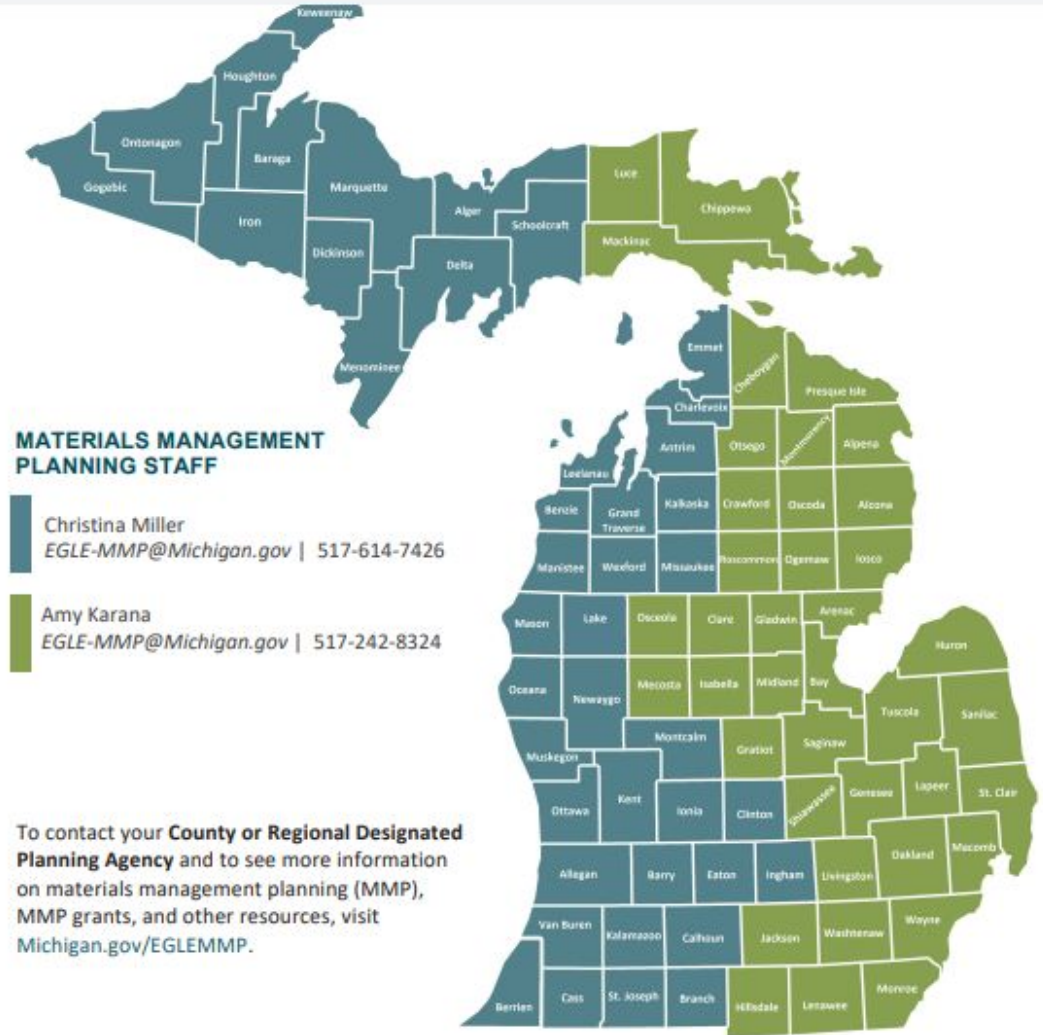 Keweenaw
Houghton
Ontonagon
Baraga
Gogebic
Marquette
Iron
Alger
Schoolcraft
Dickinson
Delta
Menominee
Luce
Chippewa
Mackinac
Emmet
Cheboygan
Presque Isle
Charlevoix
Antrim
Otsego
Montmorency
Alpena
Leelanau
Benzie
Grand
Traverse
Kalkaska
Crawford
Oscoda
Alcona
Manistee
Wexford
Missaukee
Roscommon
Ogemaw
Iosco
MATERIALS MANAGEMENT
PLANNING STAFF
Christina Miller
EGLE-MMP@Michigan.gov | 517-614-7426
Amy Karana
EGLE-MMP@Michigan.gov | 517-242-8324
Mason
Lake
Osceola
Clare
Gladwin
Arenac
Huron
Oceana
Newaygo
Mecosta
Isabella
Midland
Bay
Tuscola
Sanilac
Muskegon
Montcalm
Gratiot
Saginaw
Ottawa
Kent
Ionia
Clinton
Shiawassee
Genesee
Lapeer
St. Clair
Allegan
Barry
Eaton
Ingham
Livingston
Oakland
Macomb
Van Buren
Kalamazoo
Calhoun
Jackson
Washtenaw
Wayne
Berrien
Cass
St. Joseph
Branch
Hillsdale
Lenawee
Monroe
To contact your County or Regional Designated
Planning Agency and to see more information
on materials management planning (MMP),
MMP grants, and other resources, visit
Michigan.gov/EGLEMMP.